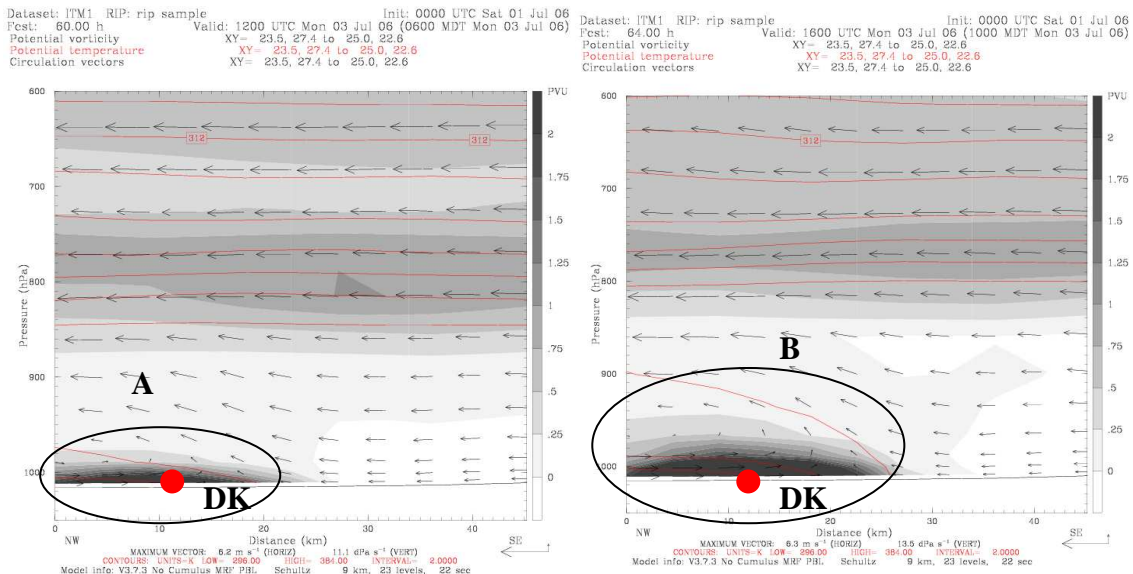 Dataset: ITM1 RIP: rip sample Init: 0000 UTC Sat 01 Jul 06
Fcst: 60.00 h Valid: 1200 UTC Mon 03 Jul 06 (0600 MDT Mon 03 Jul 06)
Potential vorticity XY= 23.5, 27.4 to 25.0, 22.6
Potential temperature XY= 23.5, 27.4 to 25.0, 22.6
Circulation vectors XY= 23.5, 27.4 to 25.0, 22.6
PVU
600
2
312
312
1.75
700
1.5
1.25
Pressure (hPa)
800
1
.75
A
900
.5
.25
1000
0
DK
0
10
20
30
40
NW
Distance (km)
SE
MAXIMUM VECTOR: 6.2 m s⁻¹ (HORIZ) 11.1 dPa s⁻¹ (VERT)
CONTOURS: UNITS=K LOW= 296.00 HIGH= 384.00 INTERVAL= 2.0000
Model info: V3.7.3 No Cumulus MRF PBL Schultz 9 km, 23 levels, 22 sec
Dataset: ITM1 RIP: rip sample Init: 0000 UTC Sat 01 Jul 06
Fcst: 64.00 h Valid: 1600 UTC Mon 03 Jul 06 (1000 MDT Mon 03 Jul 06)
Potential vorticity XY= 23.5, 27.4 to 25.0, 22.6
Potential temperature XY= 23.5, 27.4 to 25.0, 22.6
Circulation vectors XY= 23.5, 27.4 to 25.0, 22.6
PVU
600
2
312
1.75
700
1.5
1.25
Pressure (hPa)
800
1
.75
B
900
.5
.25
1000
0
DK
0
10
20
30
40
NW
Distance (km)
SE
MAXIMUM VECTOR: 6.3 m s⁻¹ (HORIZ) 13.5 dPa s⁻¹ (VERT)
CONTOURS: UNITS=K LOW= 296.00 HIGH= 384.00 INTERVAL= 2.0000
Model info: V3.7.3 No Cumulus MRF PBL Schultz 9 km, 23 levels, 22 sec